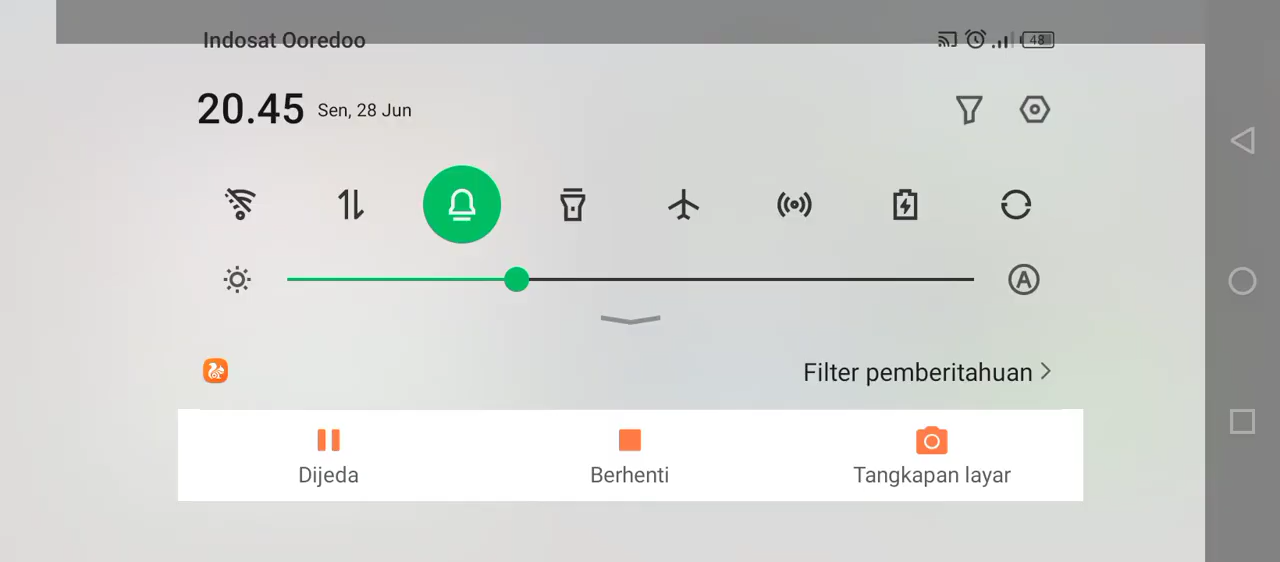 Indosat Ooredoo
48
20.45 Sen, 28 Jun
A
Filter pemberitahuan
Dijeda Berhenti Tangkapan layar